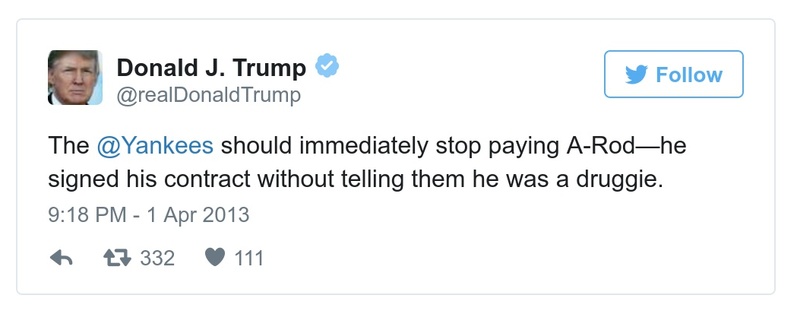 Donald J. Trump
@realDonaldTrump
Follow
The @Yankees should immediately stop paying A-Rod—he
signed his contract without telling them he was a druggie.
9:18 PM - 1 Apr 2013
332 111